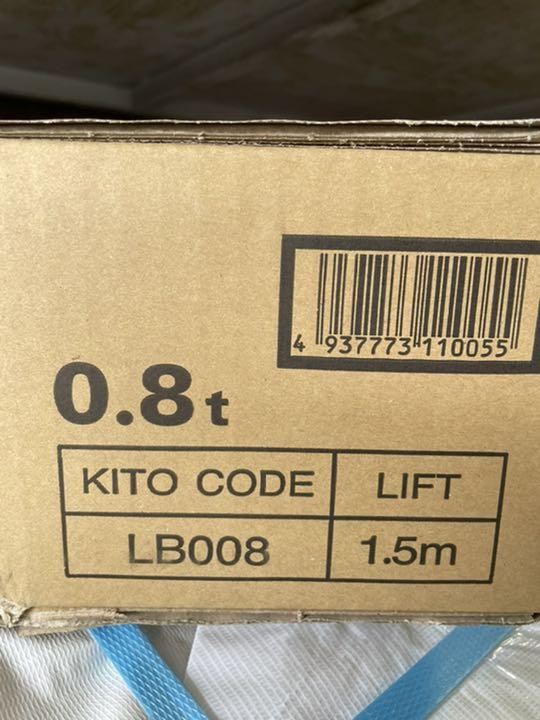 4 937773 110055
0.8t
KITO CODE LIFT
LB008 1.5m